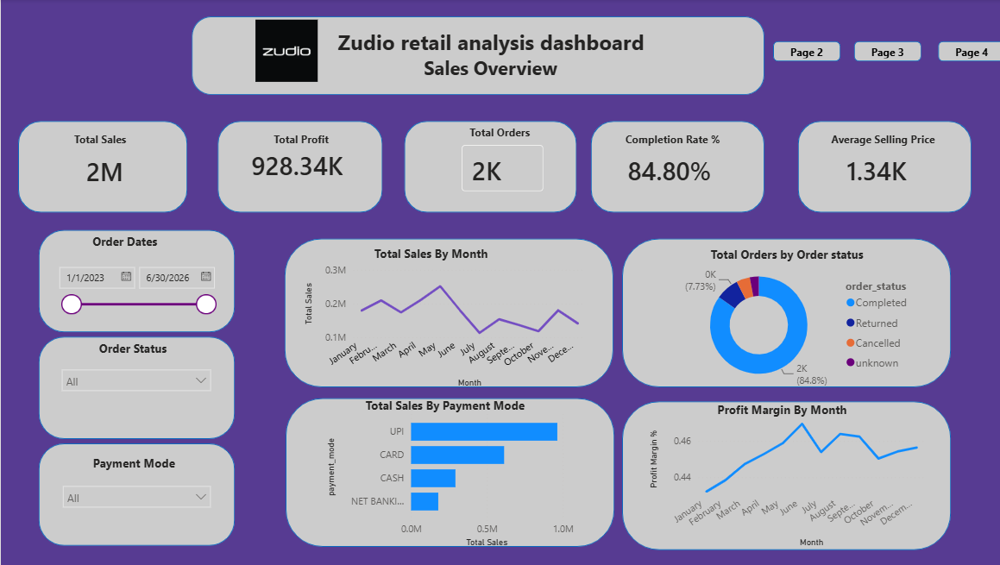 zudio
Zudio retail analysis dashboard
Sales Overview
Page 2
Page 3
Page 4
Total Sales
2M
Total Profit
928.34K
Total Orders
2K
Completion Rate %
84.80%
Average Selling Price
1.34K
Order Dates
1/1/2023
6/30/2026
Order Status
All
Payment Mode
All
Total Sales By Month
Total Sales
0.3M
0.2M
0.1M
January
Febru...
March
April
May
June
July
August
Septe...
October
Nove...
Dece...
Month
Total Orders by Order status
0K
(7.73%)
2K
(84.8%)
order_status
Completed
Returned
Cancelled
unknown
Total Sales By Payment Mode
payment_mode
UPI
CARD
CASH
NET BANKI...
0.0M
0.5M
1.0M
Total Sales
Profit Margin By Month
Profit Margin %
0.46
0.44
January
February
March
April
May
June
July
August
Septe...
October
Novem...
Decem...
Month